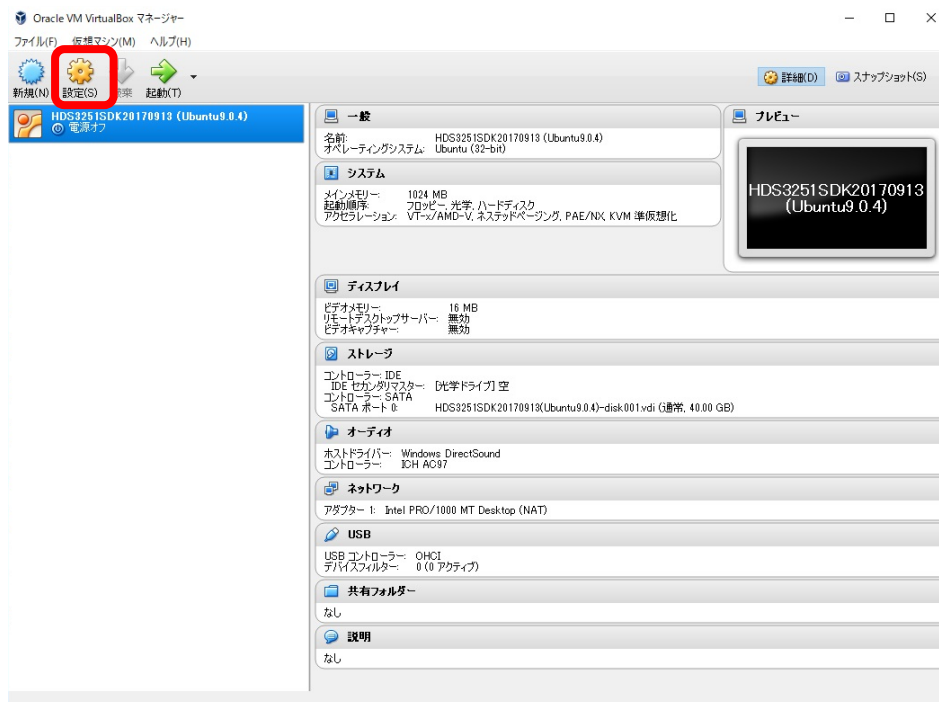 Oracle VM VirtualBox マネージャー
ファイル(F) 仮想マシン(M) ヘルプ(H)
新規(N) 設定(S) 棄 起動(T)
詳細(D) スナップショット(S)
HDS3251SDK20170913 (Ubuntu9.0.4)
電源オフ
一般
名前: HDS3251SDK20170913 (Ubuntu9.0.4)
オペレーティングシステム: Ubuntu (32-bit)
システム
メインメモリー: 1024 MB
起動順序: フロッピー, 光学, ハードディスク
アクセラレーション: VT-x/AMD-V, ネステッドページング, PAE/NX, KVM 準仮想化
プレビュー
HDS3251SDK20170913
(Ubuntu9.0.4)
ディスプレイ
ビデオメモリー: 16 MB
リモートデスクトップサーバー: 無効
ビデオキャプチャー: 無効
ストレージ
コントローラー: IDE
IDE セカンダリマスター: [光学ドライブ] 空
コントローラー: SATA
SATA ポート 0: HDS3251SDK20170913(Ubuntu9.0.4)-disk001.vdi (通常, 40.00 GB)
オーディオ
ホストドライバー: Windows DirectSound
コントローラー: ICH AC97
ネットワーク
アダプター 1: Intel PRO/1000 MT Desktop (NAT)
USB
USB コントローラー: OHCI
デバイスフィルター: 0 (0 アクティブ)
共有フォルダー
なし
説明
なし